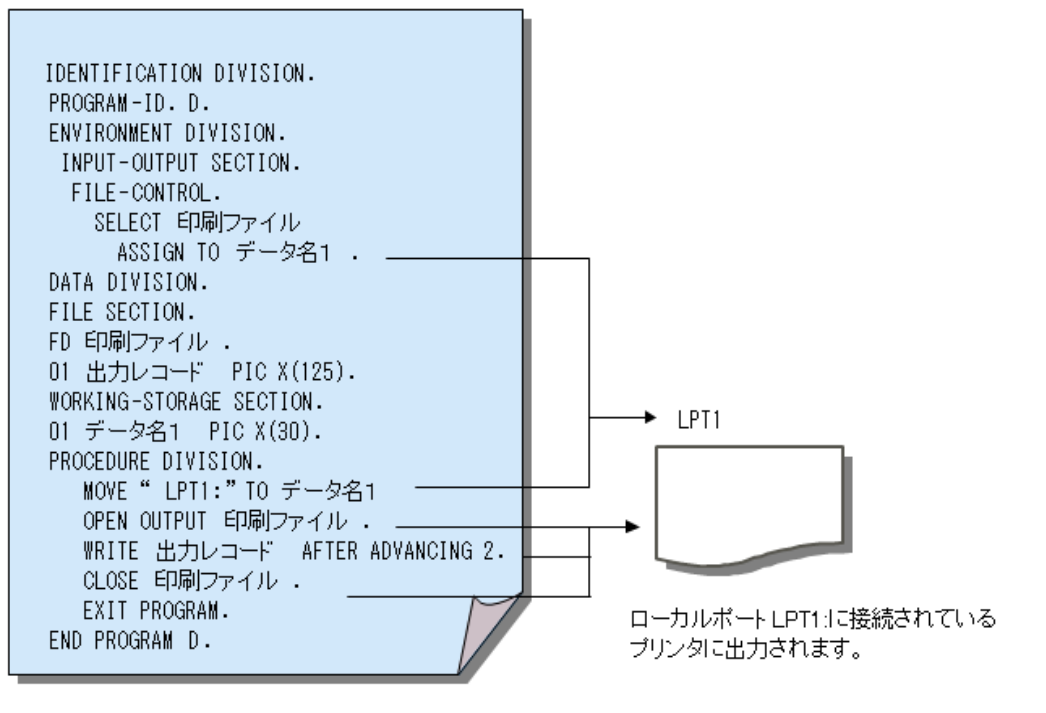 IDENTIFICATION DIVISION.
PROGRAM-ID. D.
ENVIRONMENT DIVISION.
INPUT-OUTPUT SECTION.
FILE-CONTROL.
SELECT 印刷ファイル
ASSIGN TO データ名1 .
DATA DIVISION.
FILE SECTION.
FD 印刷ファイル .
01 出力レコード PIC X(125).
WORKING-STORAGE SECTION.
01 データ名1 PIC X(30).
PROCEDURE DIVISION.
MOVE “ LPT1:” TO データ名1
OPEN OUTPUT 印刷ファイル .
WRITE 出力レコード AFTER ADVANCING 2.
CLOSE 印刷ファイル .
EXIT PROGRAM.
END PROGRAM D.
LPT1
ローカルポートLPT1:に接続されている
プリンタに出力されます。